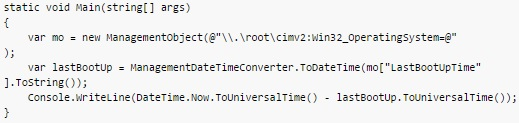 static void Main(string[] args)
{
    var mo = new ManagementObject(@"\\.\root\cimv2:Win32_OperatingSystem=@"
);
    var lastBootUp = ManagementDateTimeConverter.ToDateTime(mo["LastBootUpTime"
].ToString());
    Console.WriteLine(DateTime.Now.ToUniversalTime() - lastBootUp.ToUniversalTime());
}